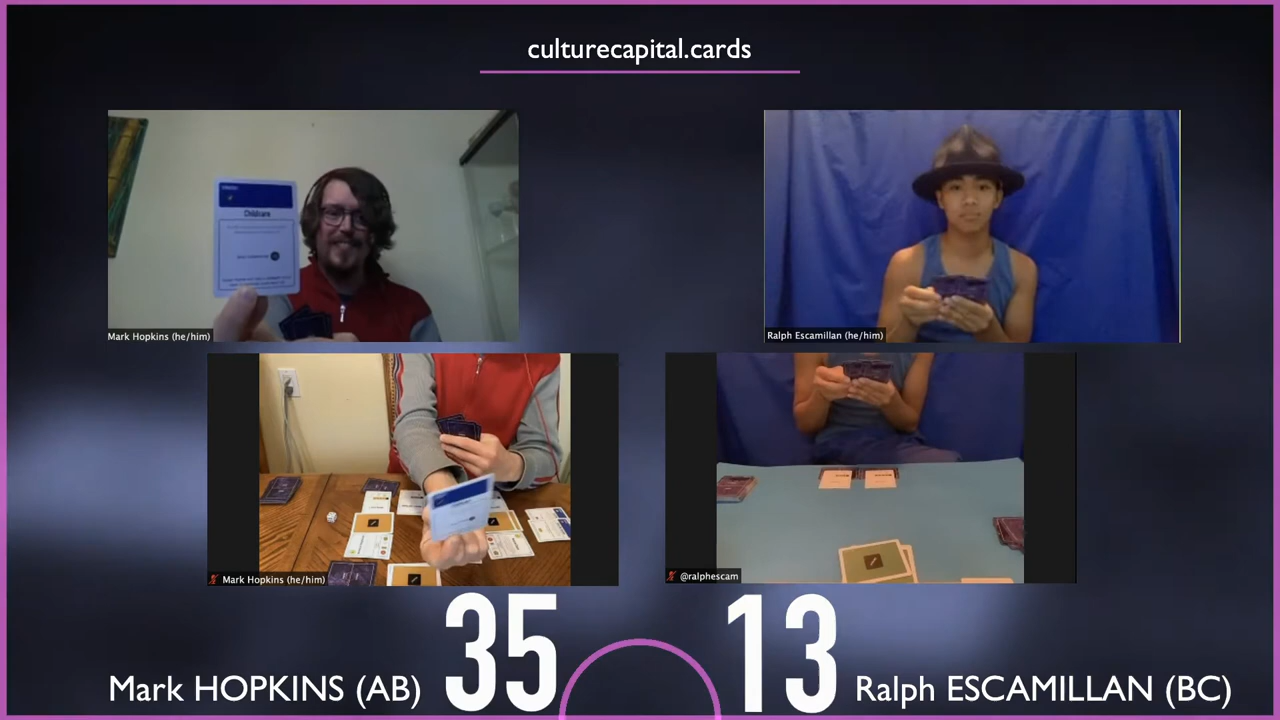 culturecapital.cards
Childcare
Mark Hopkins (he/him)
Ralph Escamillan (he/him)
Mark Hopkins (he/him)
@ralphescam
35
13
Mark HOPKINS (AB)
Ralph ESCAMILLAN (BC)